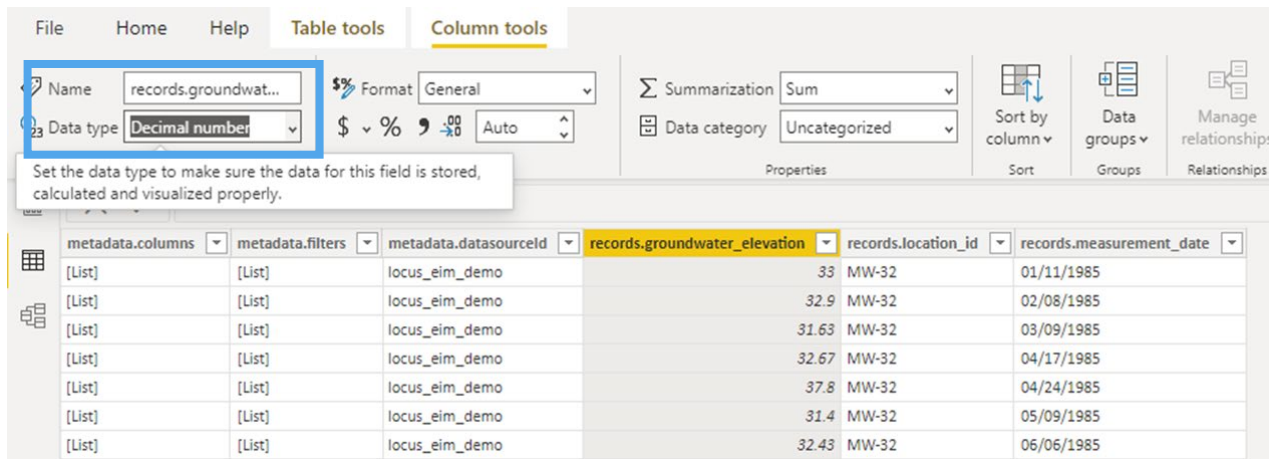 File Home Help Table tools Column tools
Name records.groundwat... $% Format General Summarization Sum
Data type Decimal number $ % 9 .00 Auto Data category Uncategorized
Sort by column
Data groups
Manage relationships
Properties Sort Groups Relationships
Set the data type to make sure the data for this field is stored,
calculated and visualized properly.
metadata.columns metadata.filters metadata.datasourceId records.groundwater_elevation records.location_id records.measurement_date
[List] [List] locus_eim_demo 33 MW-32 01/11/1985
[List] [List] locus_eim_demo 32.9 MW-32 02/08/1985
[List] [List] locus_eim_demo 31.63 MW-32 03/09/1985
[List] [List] locus_eim_demo 32.67 MW-32 04/17/1985
[List] [List] locus_eim_demo 37.8 MW-32 04/24/1985
[List] [List] locus_eim_demo 31.4 MW-32 05/09/1985
[List] [List] locus_eim_demo 32.43 MW-32 06/06/1985